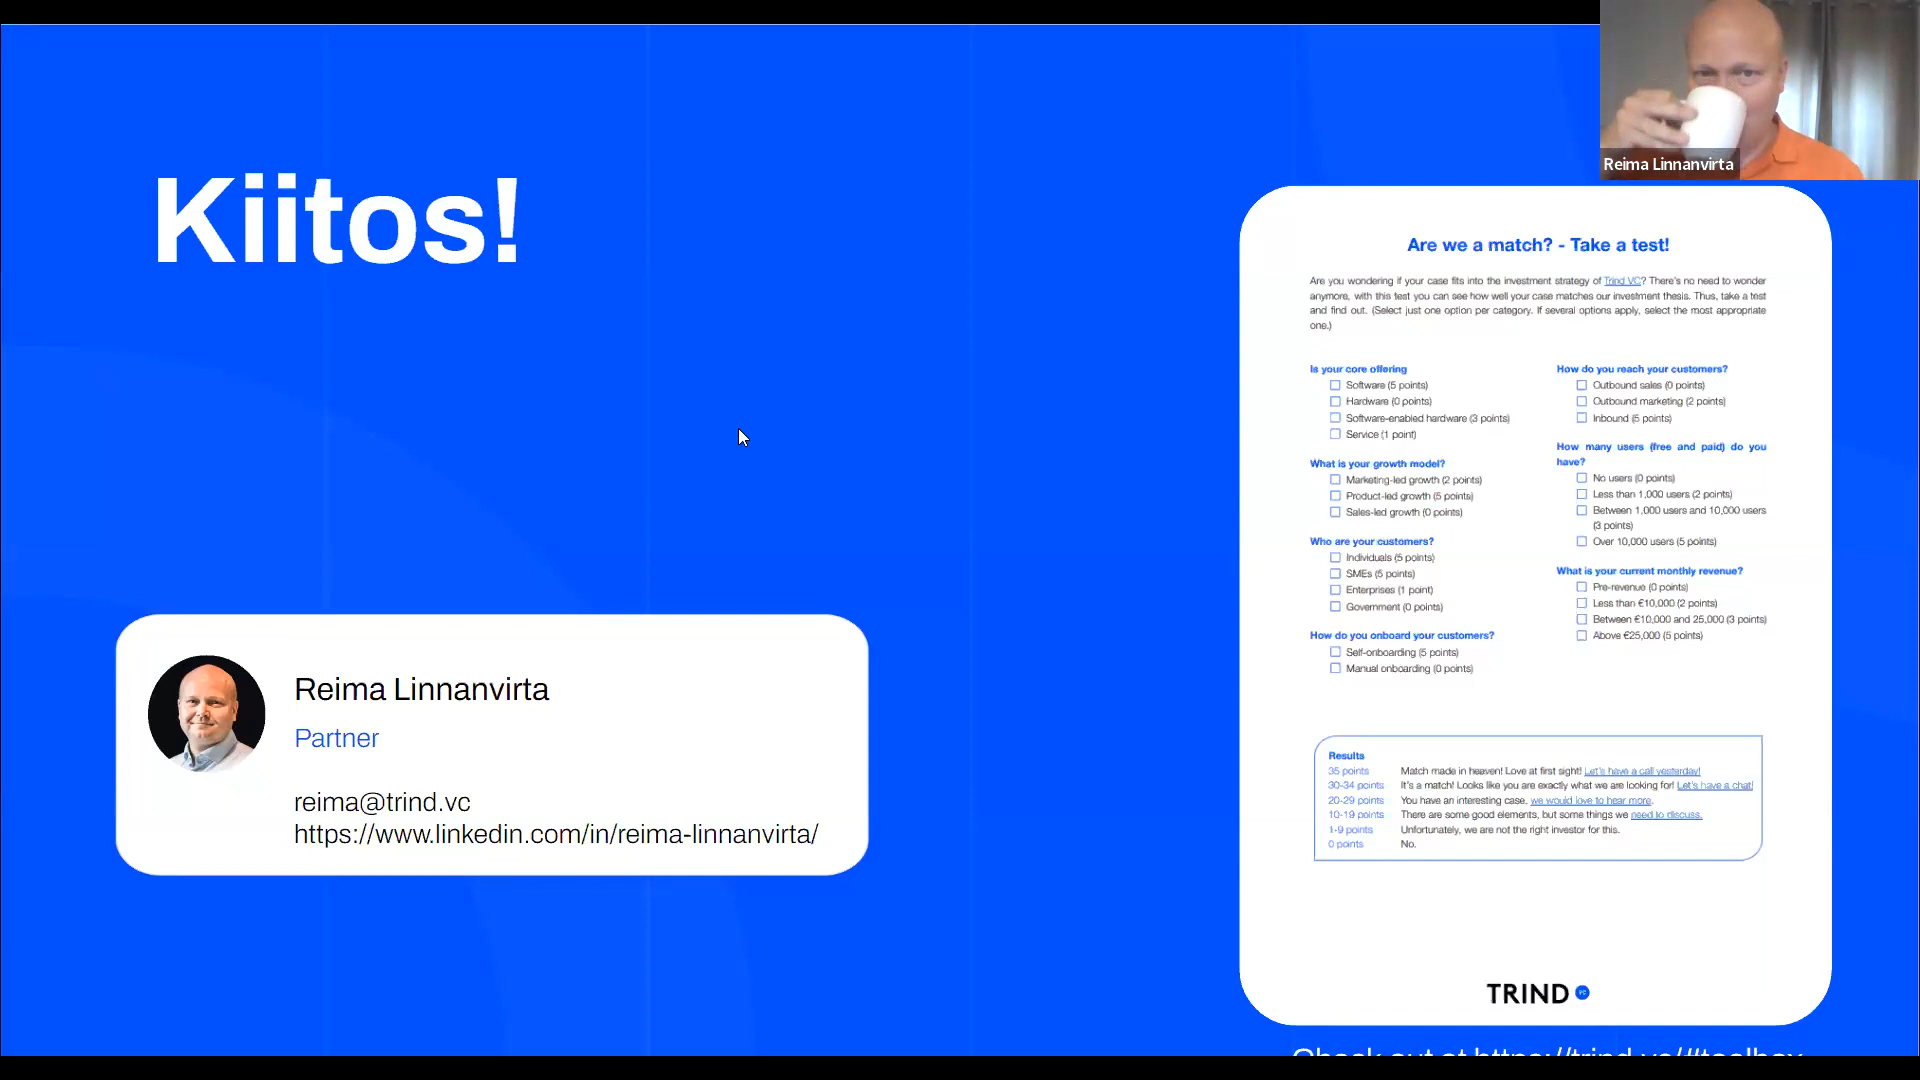 Kiitos!
Reima Linnanvirta
Partner
reima@trind.vc
https://www.linkedin.com/in/reima-linnanvirta/
Reima Linnanvirta
Are we a match? - Take a test!
Are you wondering if your case fits into the investment strategy of Trind VC? There's no need to wonder
anymore, with this test you can see how well your case matches our investment thesis. Thus, take a test
and find out. (Select just one option per category. If several options apply, select the most appropriate
one.)
Is your core offering
Software (5 points)
Hardware (0 points)
Software-enabled hardware (3 points)
Service (1 point)
What is your growth model?
Marketing-led growth (2 points)
Product-led growth (5 points)
Sales-led growth (0 points)
Who are your customers?
Individuals (5 points)
SMEs (5 points)
Enterprises (1 point)
Government (0 points)
How do you onboard your customers?
Self-onboarding (5 points)
Manual onboarding (0 points)
How do you reach your customers?
Outbound sales (0 points)
Outbound marketing (2 points)
Inbound (5 points)
How many users (free and paid) do you
have?
No users (0 points)
Less than 1,000 users (2 points)
Between 1,000 users and 10,000 users
(3 points)
Over 10,000 users (5 points)
What is your current monthly revenue?
Pre-revenue (0 points)
Less than €10,000 (2 points)
Between €10,000 and 25,000 (3 points)
Above €25,000 (5 points)
Results
35 points Match made in heaven! Love at first sight! Let's have a call yesterday!
30-34 points It's a match! Looks like you are exactly what we are looking for! Let's have a chat!
20-29 points You have an interesting case, we would love to hear more.
10-19 points There are some good elements, but some things we need to discuss.
1-9 points Unfortunately, we are not the right investor for this.
0 points No.
TRIND VC
Check out at https://trind.vc/#toolbox